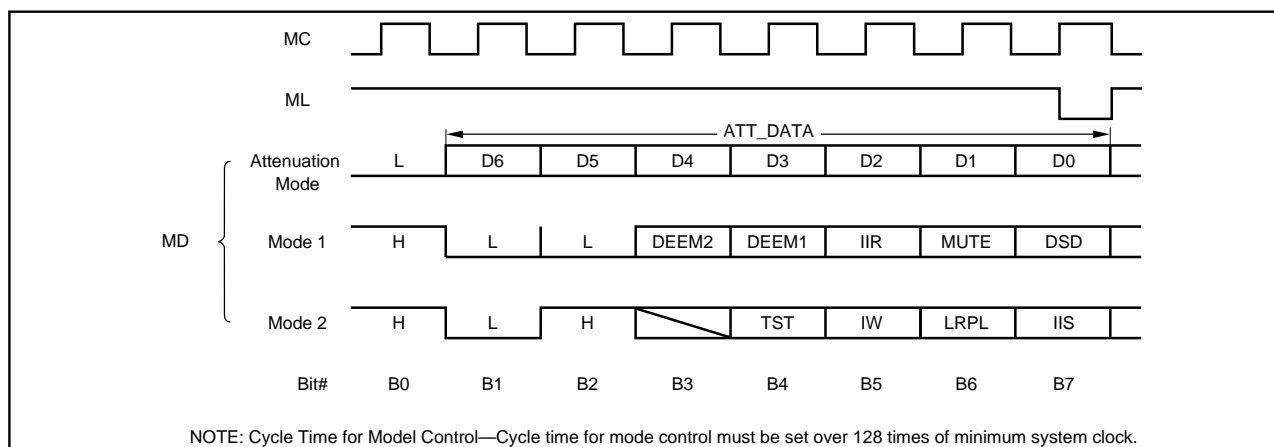 MC
ML
ATT_DATA
Attenuation
Mode
L D6 D5 D4 D3 D2 D1 D0
MD
Mode 1 H L L DEEM2 DEEM1 IIR MUTE DSD
Mode 2 H L H TST IW LRPL IIS
Bit# B0 B1 B2 B3 B4 B5 B6 B7
NOTE: Cycle Time for Model Control—Cycle time for mode control must be set over 128 times of minimum system clock.